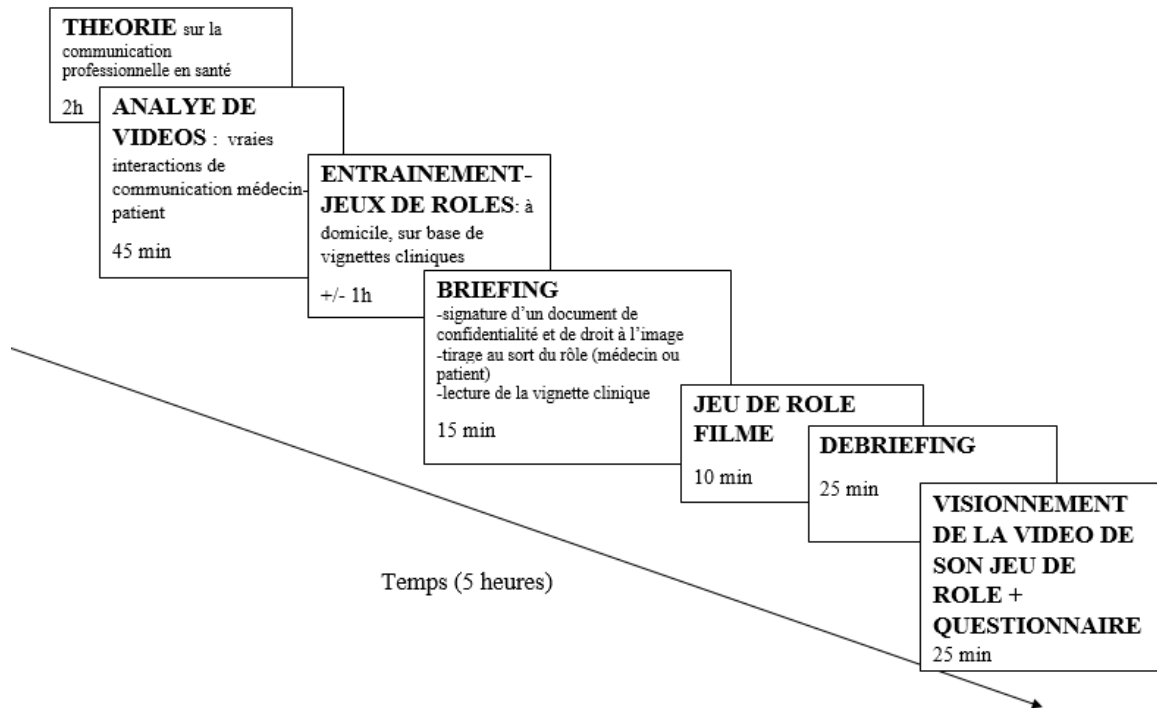 THEORIE sur la
communication
professionnelle en santé
2h
ANALYE DE
VIDEOS : vraies
interactions de
communication médecin-
patient
45 min
ENTRAINEMENT-
JEUX DE ROLES: à
domicile, sur base de
vignettes cliniques
+/- 1h
BRIEFING
-signature d'un document de
confidentialité et de droit à l'image
-tirage au sort du rôle (médecin ou
patient)
-lecture de la vignette clinique
15 min
JEU DE ROLE
FILME
10 min
DEBRIEFING
25 min
VISIONNEMENT
DE LA VIDEO DE
SON JEU DE
ROLE +
QUESTIONNAIRE
25 min
Temps (5 heures)